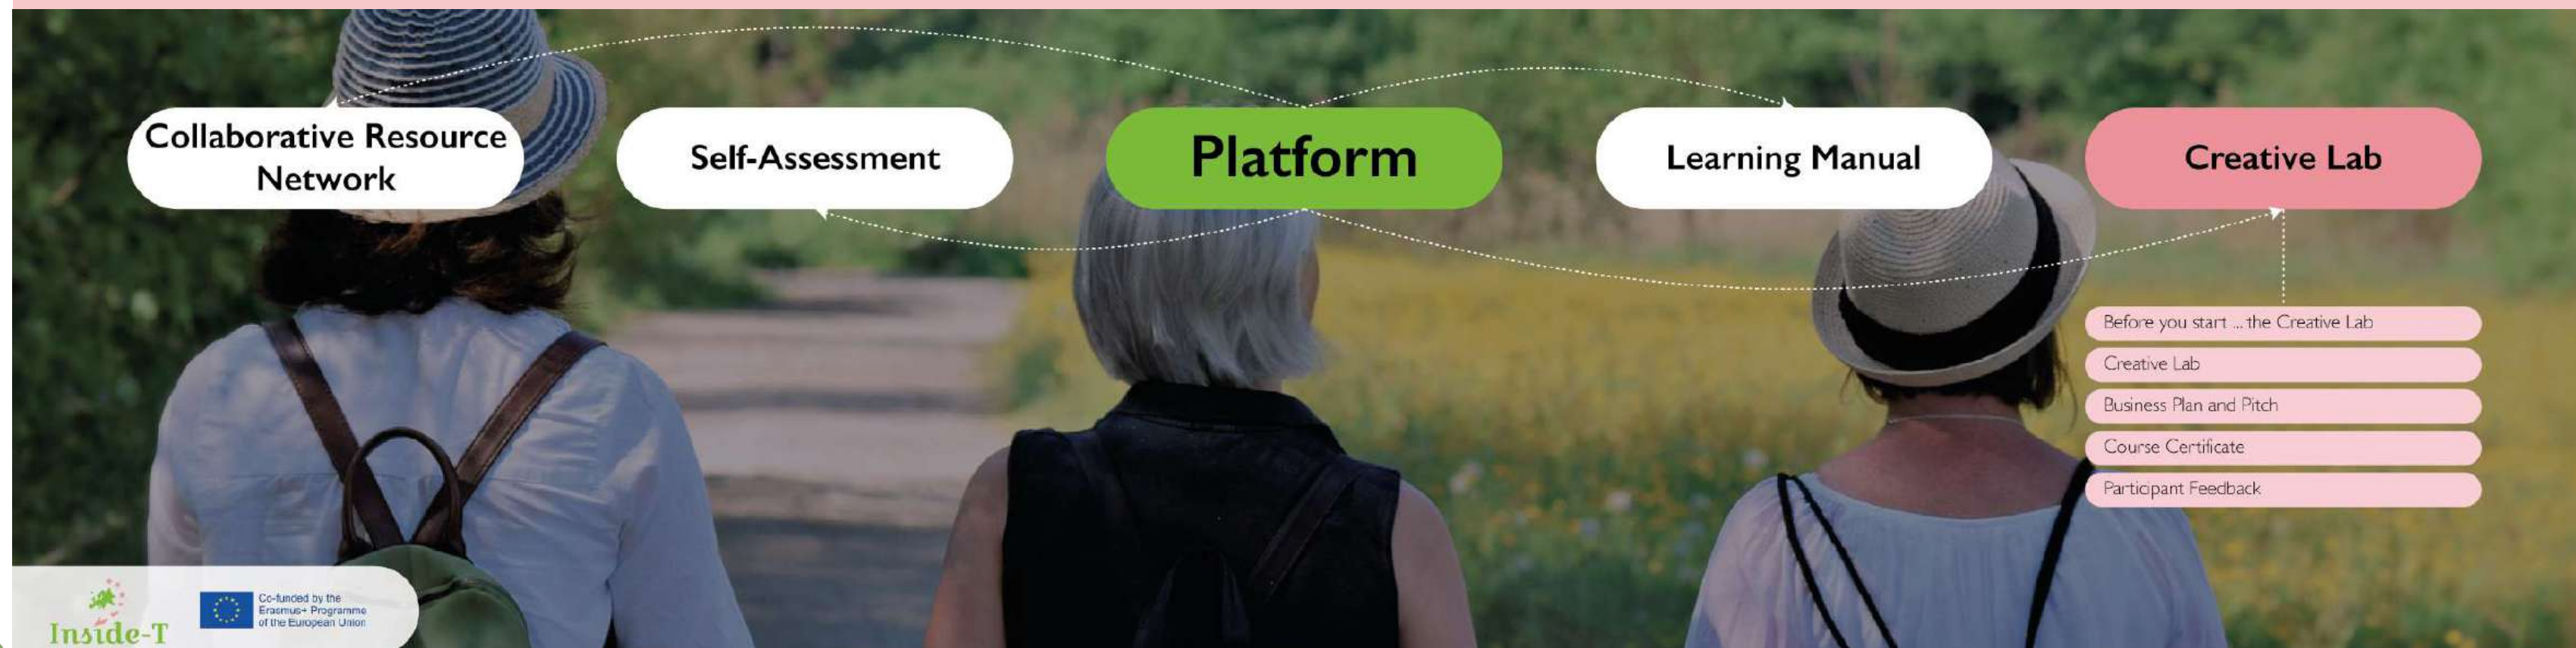 Collaborative Resource
Network
Self-Assessment
Platform
Learning Manual
Creative Lab
Before you start ... the Creative Lab
Creative Lab
Business Plan and Pitch
Course Certificate
Participant Feedback
Inside-T
Co-funded by the
Erasmus+ Programme
of the European Union